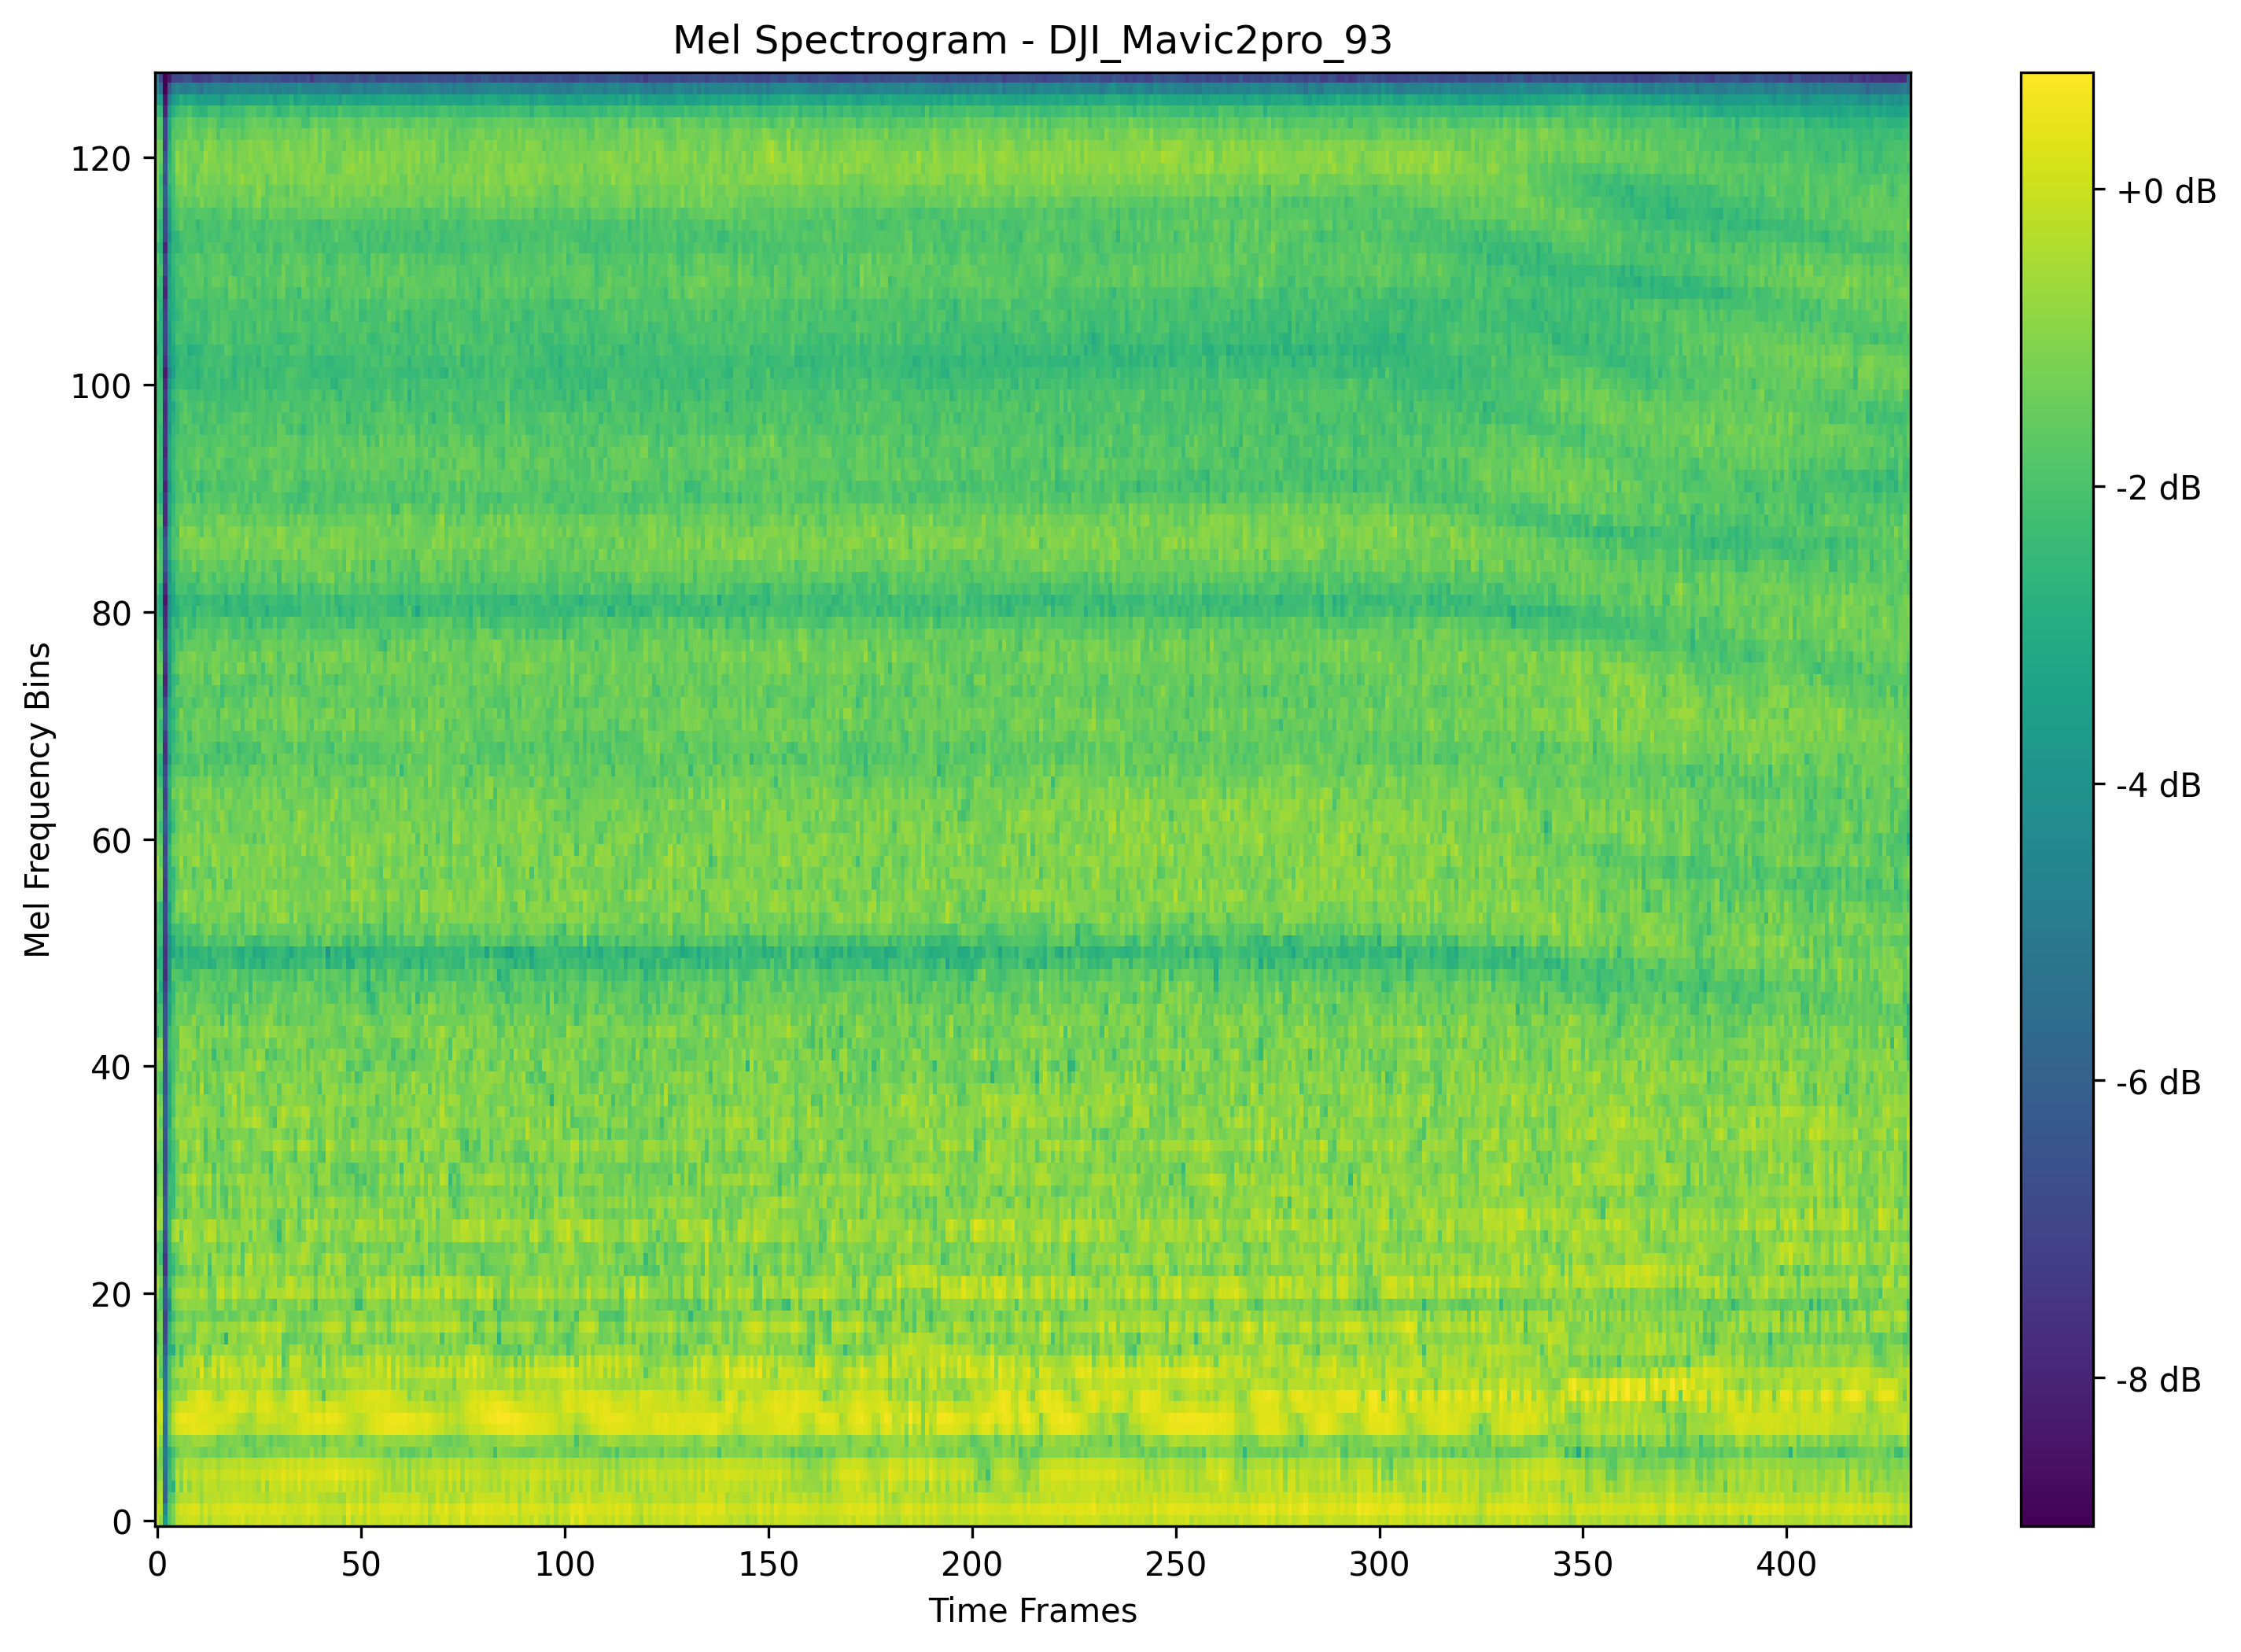 Mel Spectrogram - DJI_Mavic2pro_93
Mel Frequency Bins
120
100
80
60
40
20
0
0 50 100 150 200 250 300 350 400
Time Frames
+0 dB
-2 dB
-4 dB
-6 dB
-8 dB